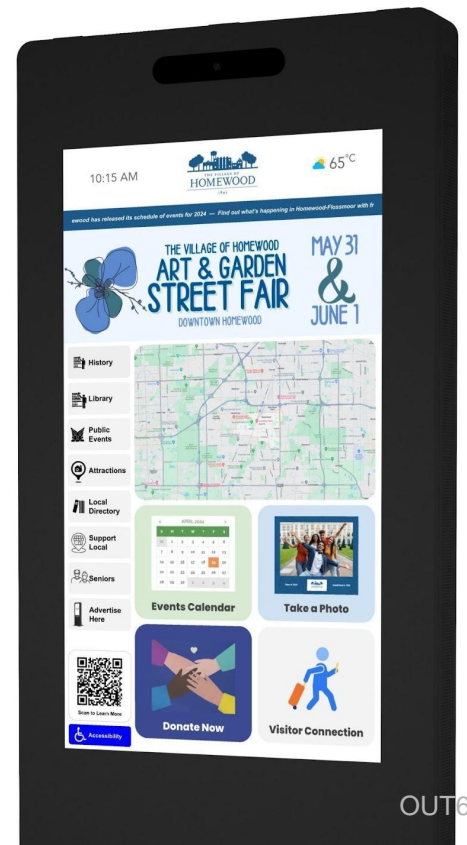 10:15 AM
THE VILLAGE OF
HOMEWOOD
1893
65°C
ewood has released its schedule of events for 2024 — Find out what's happening in Homewood-Flossmoor with fr
THE VILLAGE OF HOMEWOOD
ART & GARDEN
STREET FAIR
DOWNTOWN HOMEWOOD
MAY 31
&
JUNE 1
History
Library
Public
Events
Attractions
Local
Directory
Support
Local
Seniors
Advertise
Here
Scan to Learn More
Accessibility
APRIL 2024
Events Calendar
Take a Photo
Donate Now
Visitor Connection
OUT6